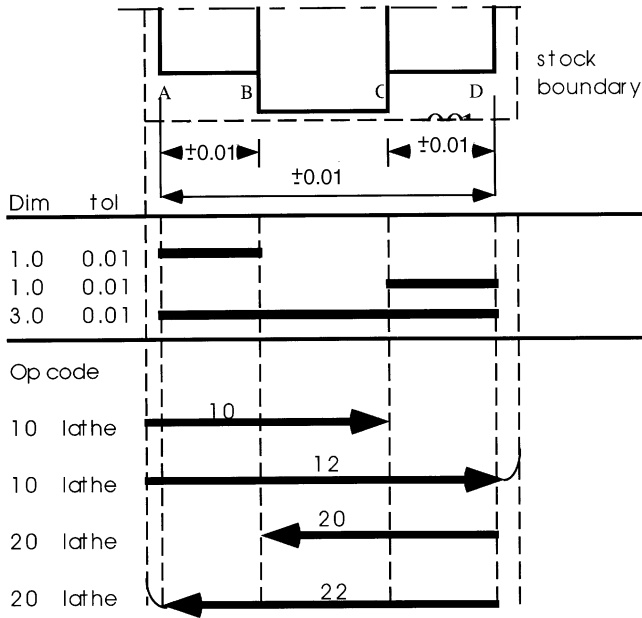 stock
boundary
A B C D
±0.01 ±0.01
±0.01
Dim tol
1.0 0.01
1.0 0.01
3.0 0.01
Op code
10 lathe 10
10 lathe 12
20 lathe 20
20 lathe 22